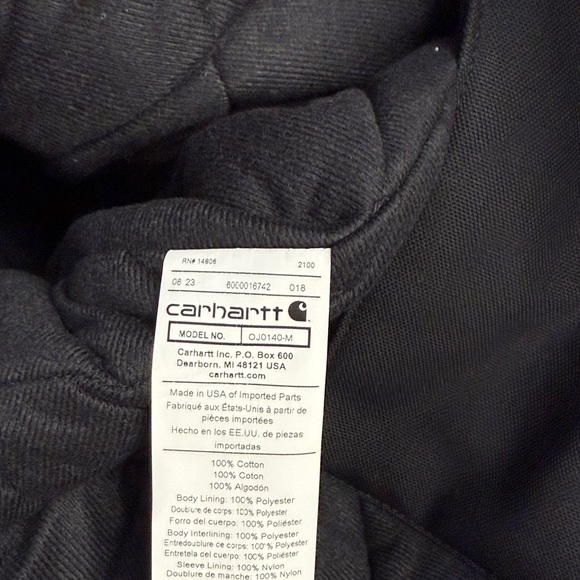 RN# 14806 2100
06 23 6000016742 018
carhartt
MODEL NO. OJ0140-M
Carhartt Inc. P.O. Box 600
Dearborn, MI 48121 USA
carhartt.com
Made in USA of Imported Parts
Fabriqué aux États-Unis à partir de
pièces importées
Hecho en los EE.UU. de piezas
importadas
100% Cotton
100% Coton
100% Algodón
Body Lining: 100% Polyester
Doublure de corps: 100% Polyester
Forro del cuerpo: 100% Poliéster
Body Interlining: 100% Polyester
Entredoublure de corps: 100% Polyester
Entretela del cuerpo: 100% Poliéster
Sleeve Lining: 100% Nylon
Doublure de manche: 100% Nylon